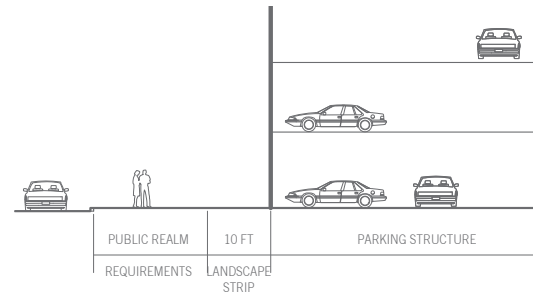 PUBLIC REALM
REQUIREMENTS
10 FT
LANDSCAPE
STRIP
PARKING STRUCTURE